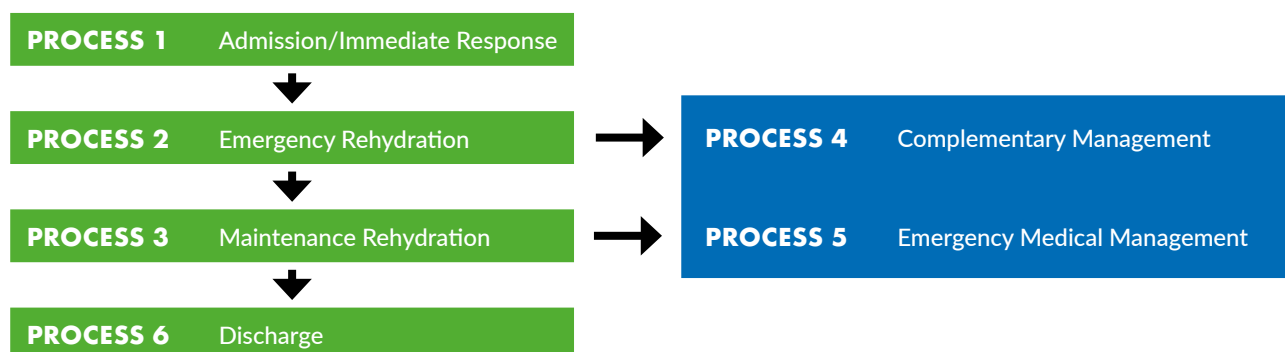 PROCESS 1 Admission/Immediate Response
PROCESS 2 Emergency Rehydration
PROCESS 4 Complementary Management
PROCESS 3 Maintenance Rehydration
PROCESS 5 Emergency Medical Management
PROCESS 6 Discharge